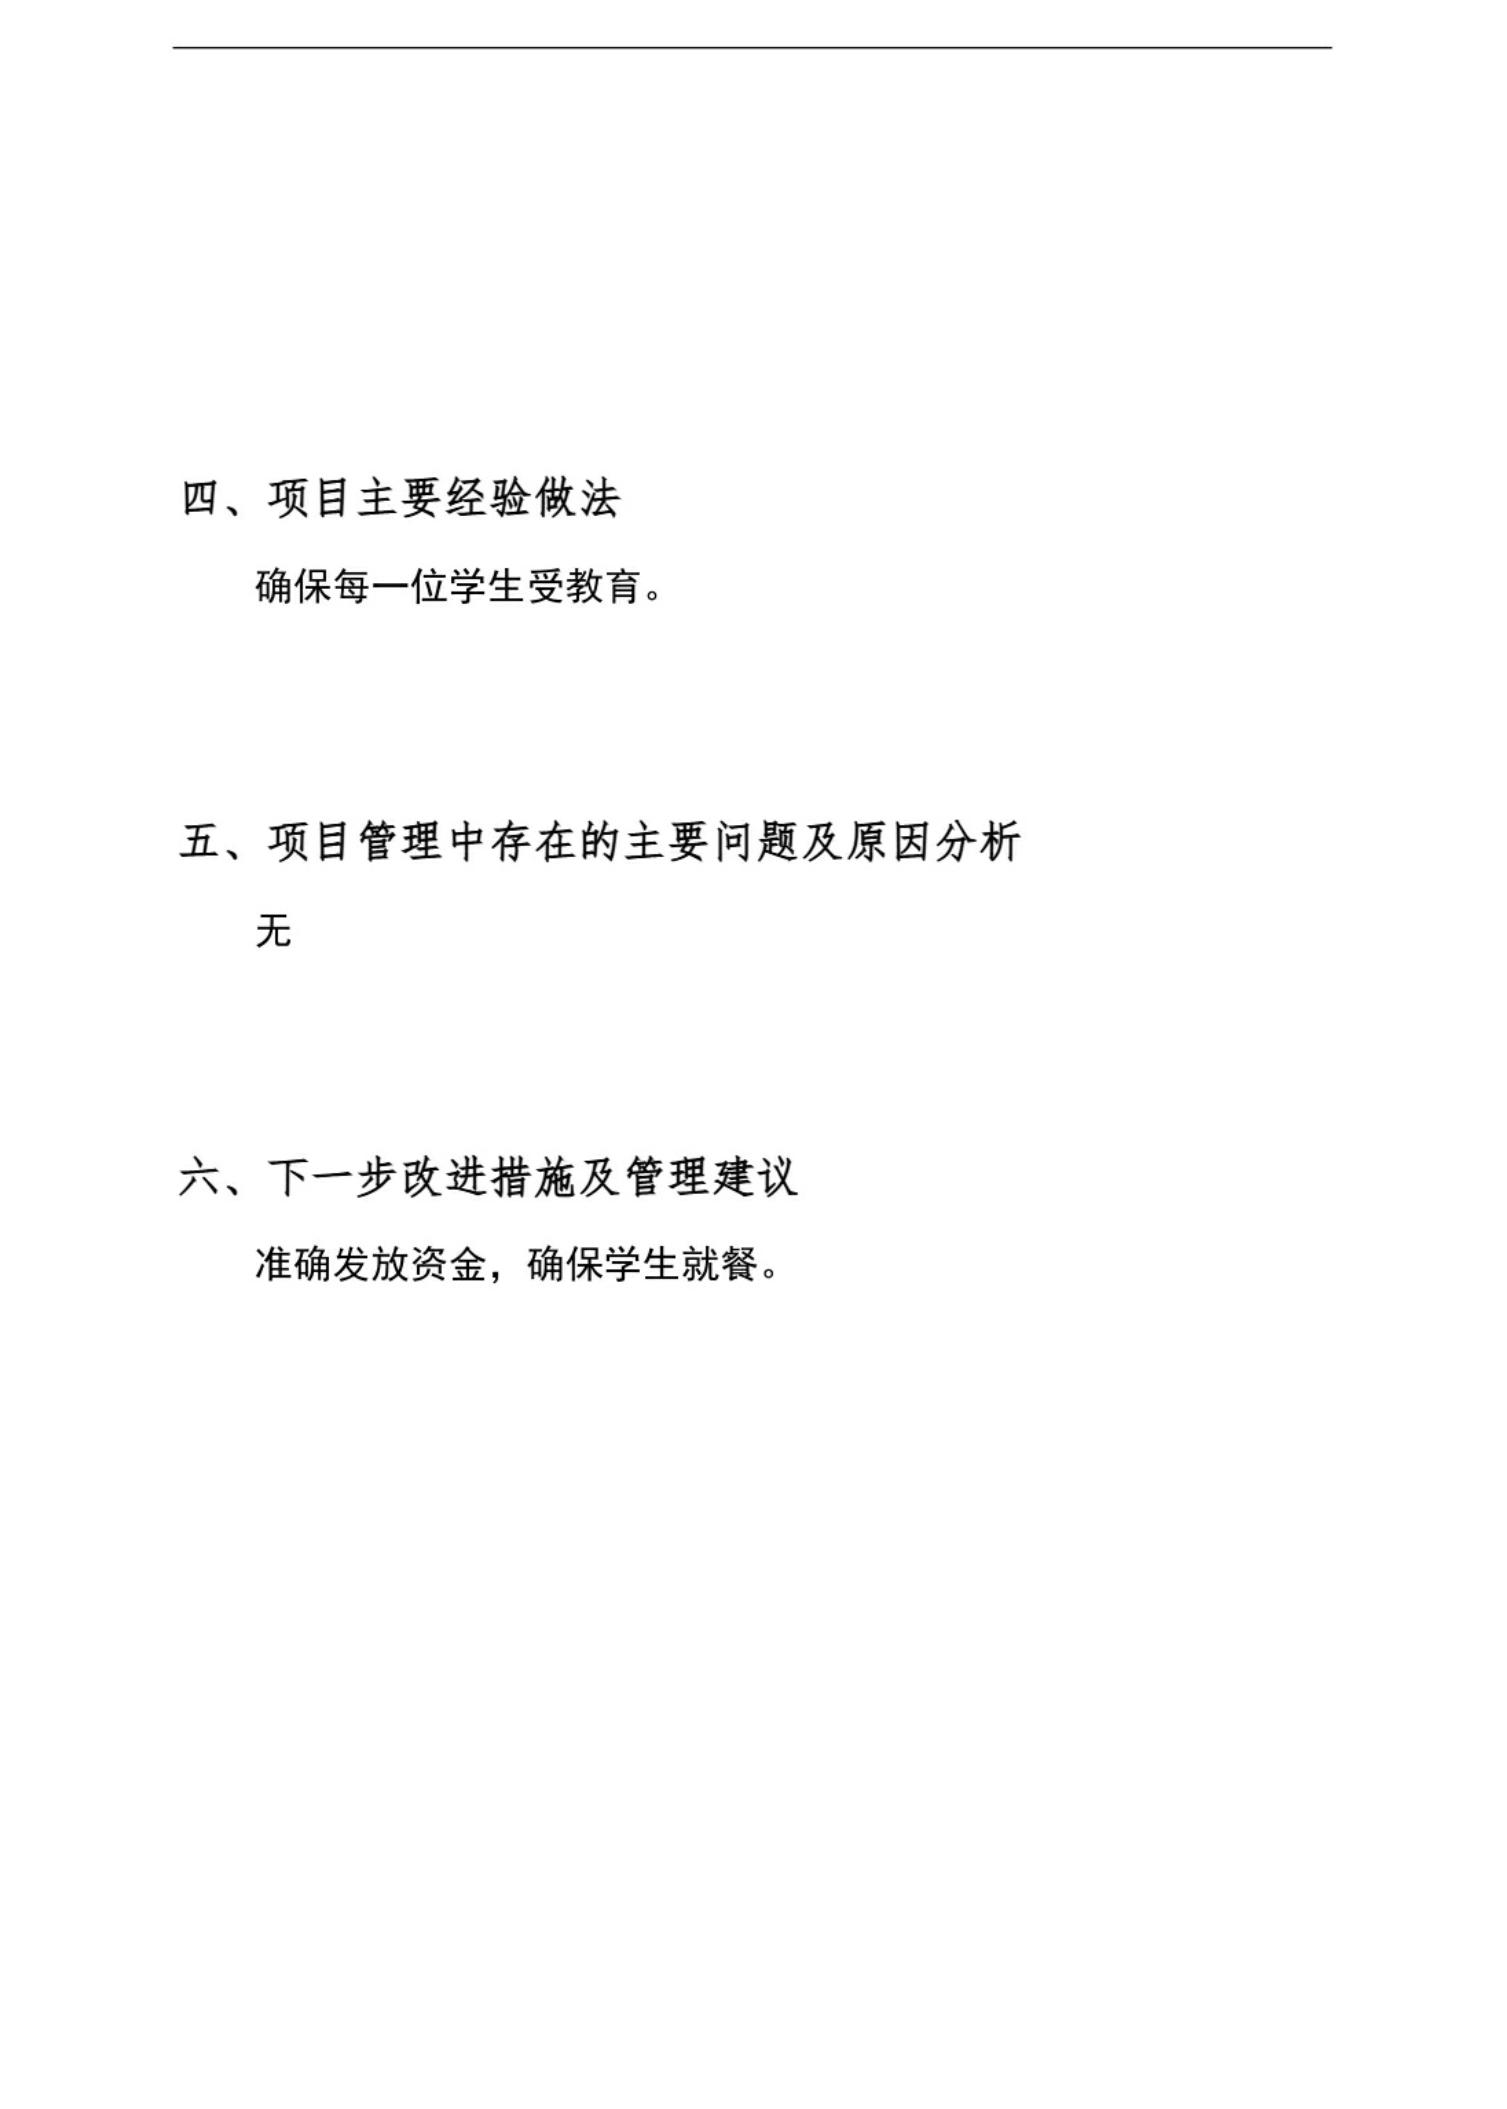 四、项目主要经验做法
确保每一位学生受教育。
五、项目管理中存在的主要问题及原因分析
无
六、下一步改进措施及管理建议
准确发放资金，确保学生就餐。